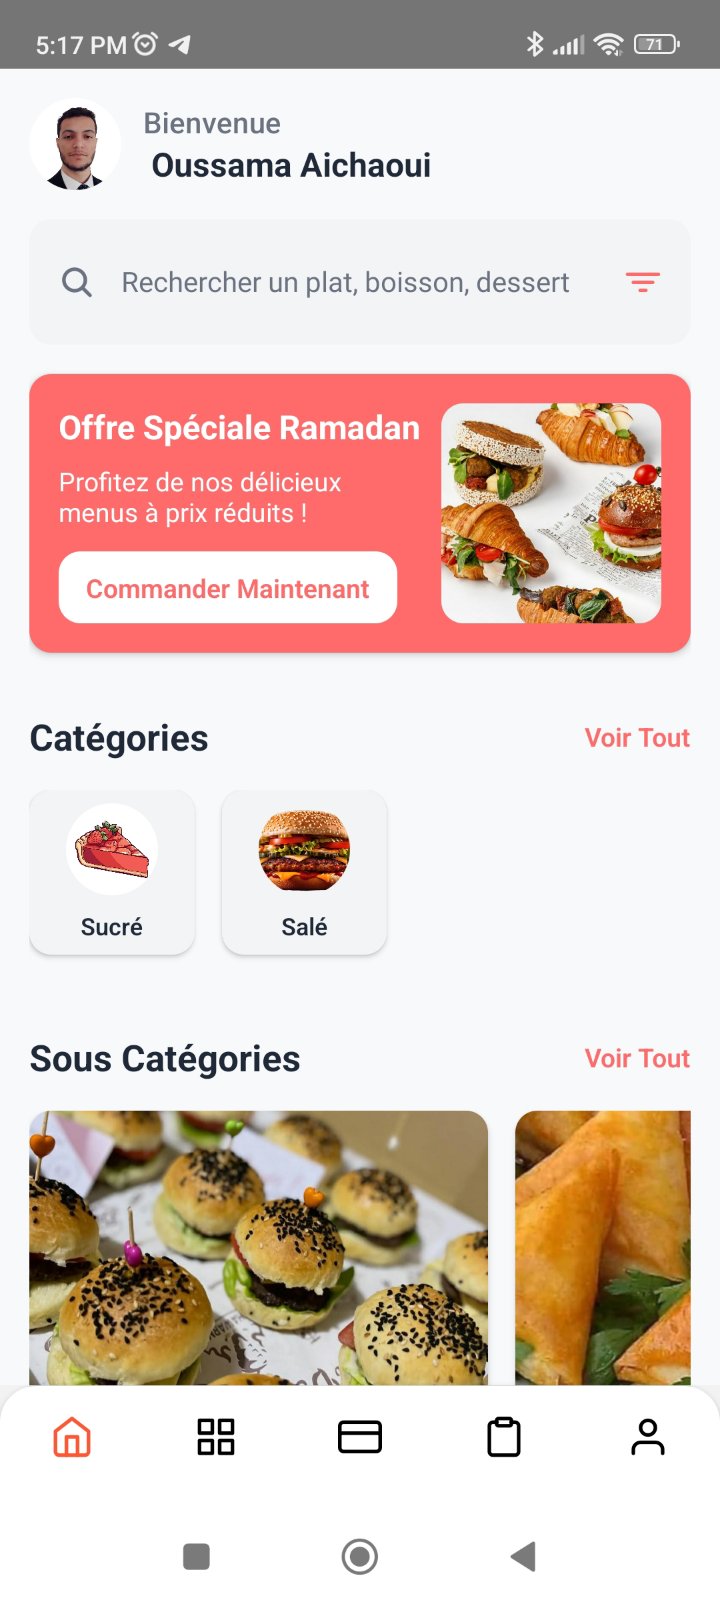 5:17 PM
71
Bienvenue
Oussama Aichaoui
Rechercher un plat, boisson, dessert
Offre Spéciale Ramadan
Profitez de nos délicieux
menus à prix réduits !
Commander Maintenant
Catégories
Voir Tout
Sucré
Salé
Sous Catégories
Voir Tout